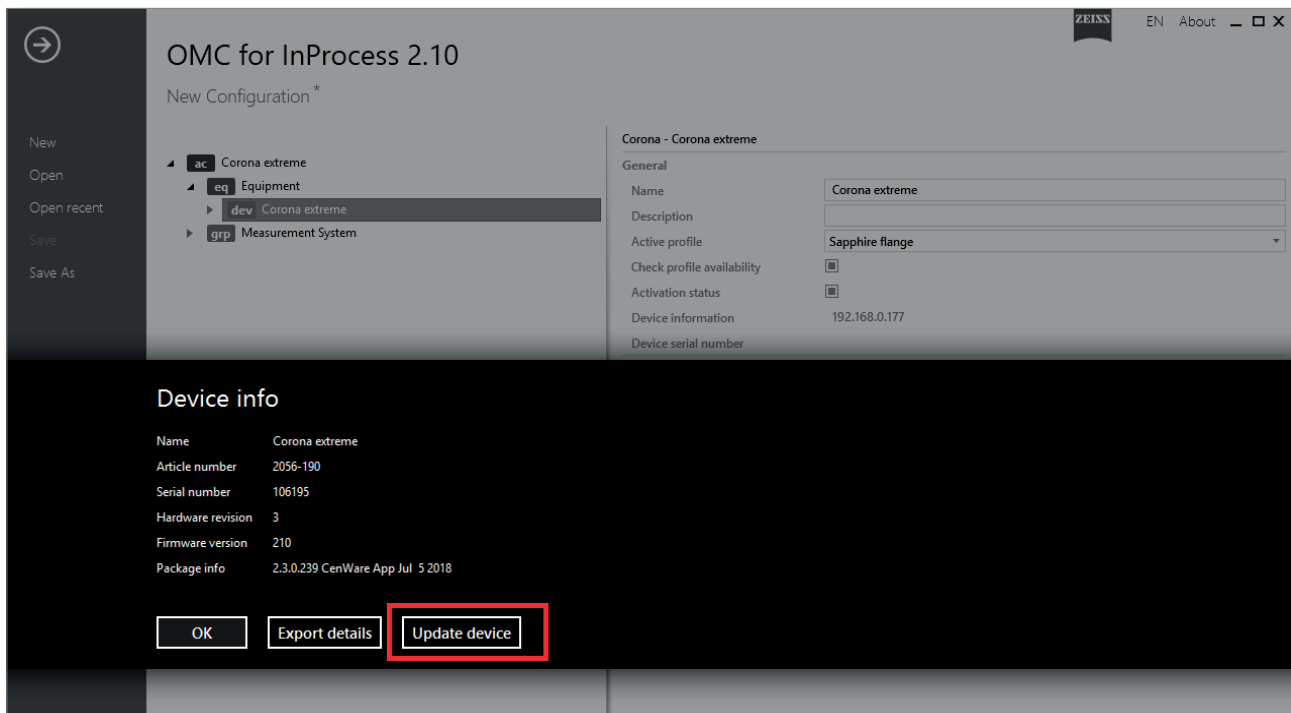 ZEISS EN About
OMC for InProcess 2.10
New Configuration *
New
Open
Open recent
Save
Save As
ac Corona extreme
eq Equipment
dev Corona extreme
grp Measurement System
Corona - Corona extreme
General
Name Corona extreme
Description
Active profile Sapphire flange
Check profile availability
Activation status
Device information 192.168.0.177
Device serial number
Device info
Name Corona extreme
Article number 2056-190
Serial number 106195
Hardware revision 3
Firmware version 210
Package info 2.3.0.239 CenWare App Jul 5 2018
OK Export details Update device